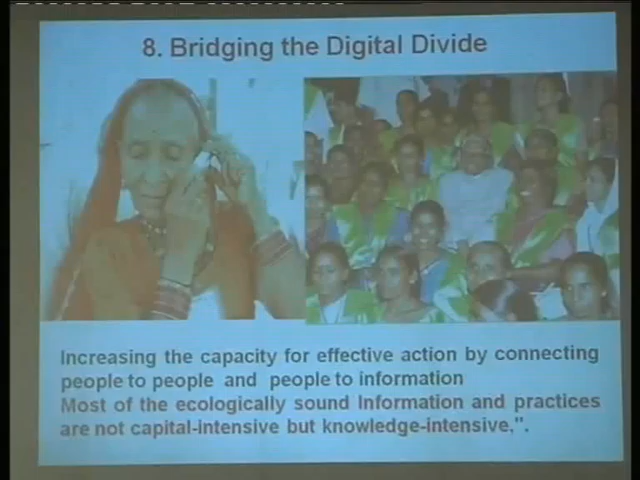 8. Bridging the Digital Divide
Increasing the capacity for effective action by connecting
people to people and people to information
Most of the ecologically sound Information and practices
are not capital-intensive but knowledge-intensive,".